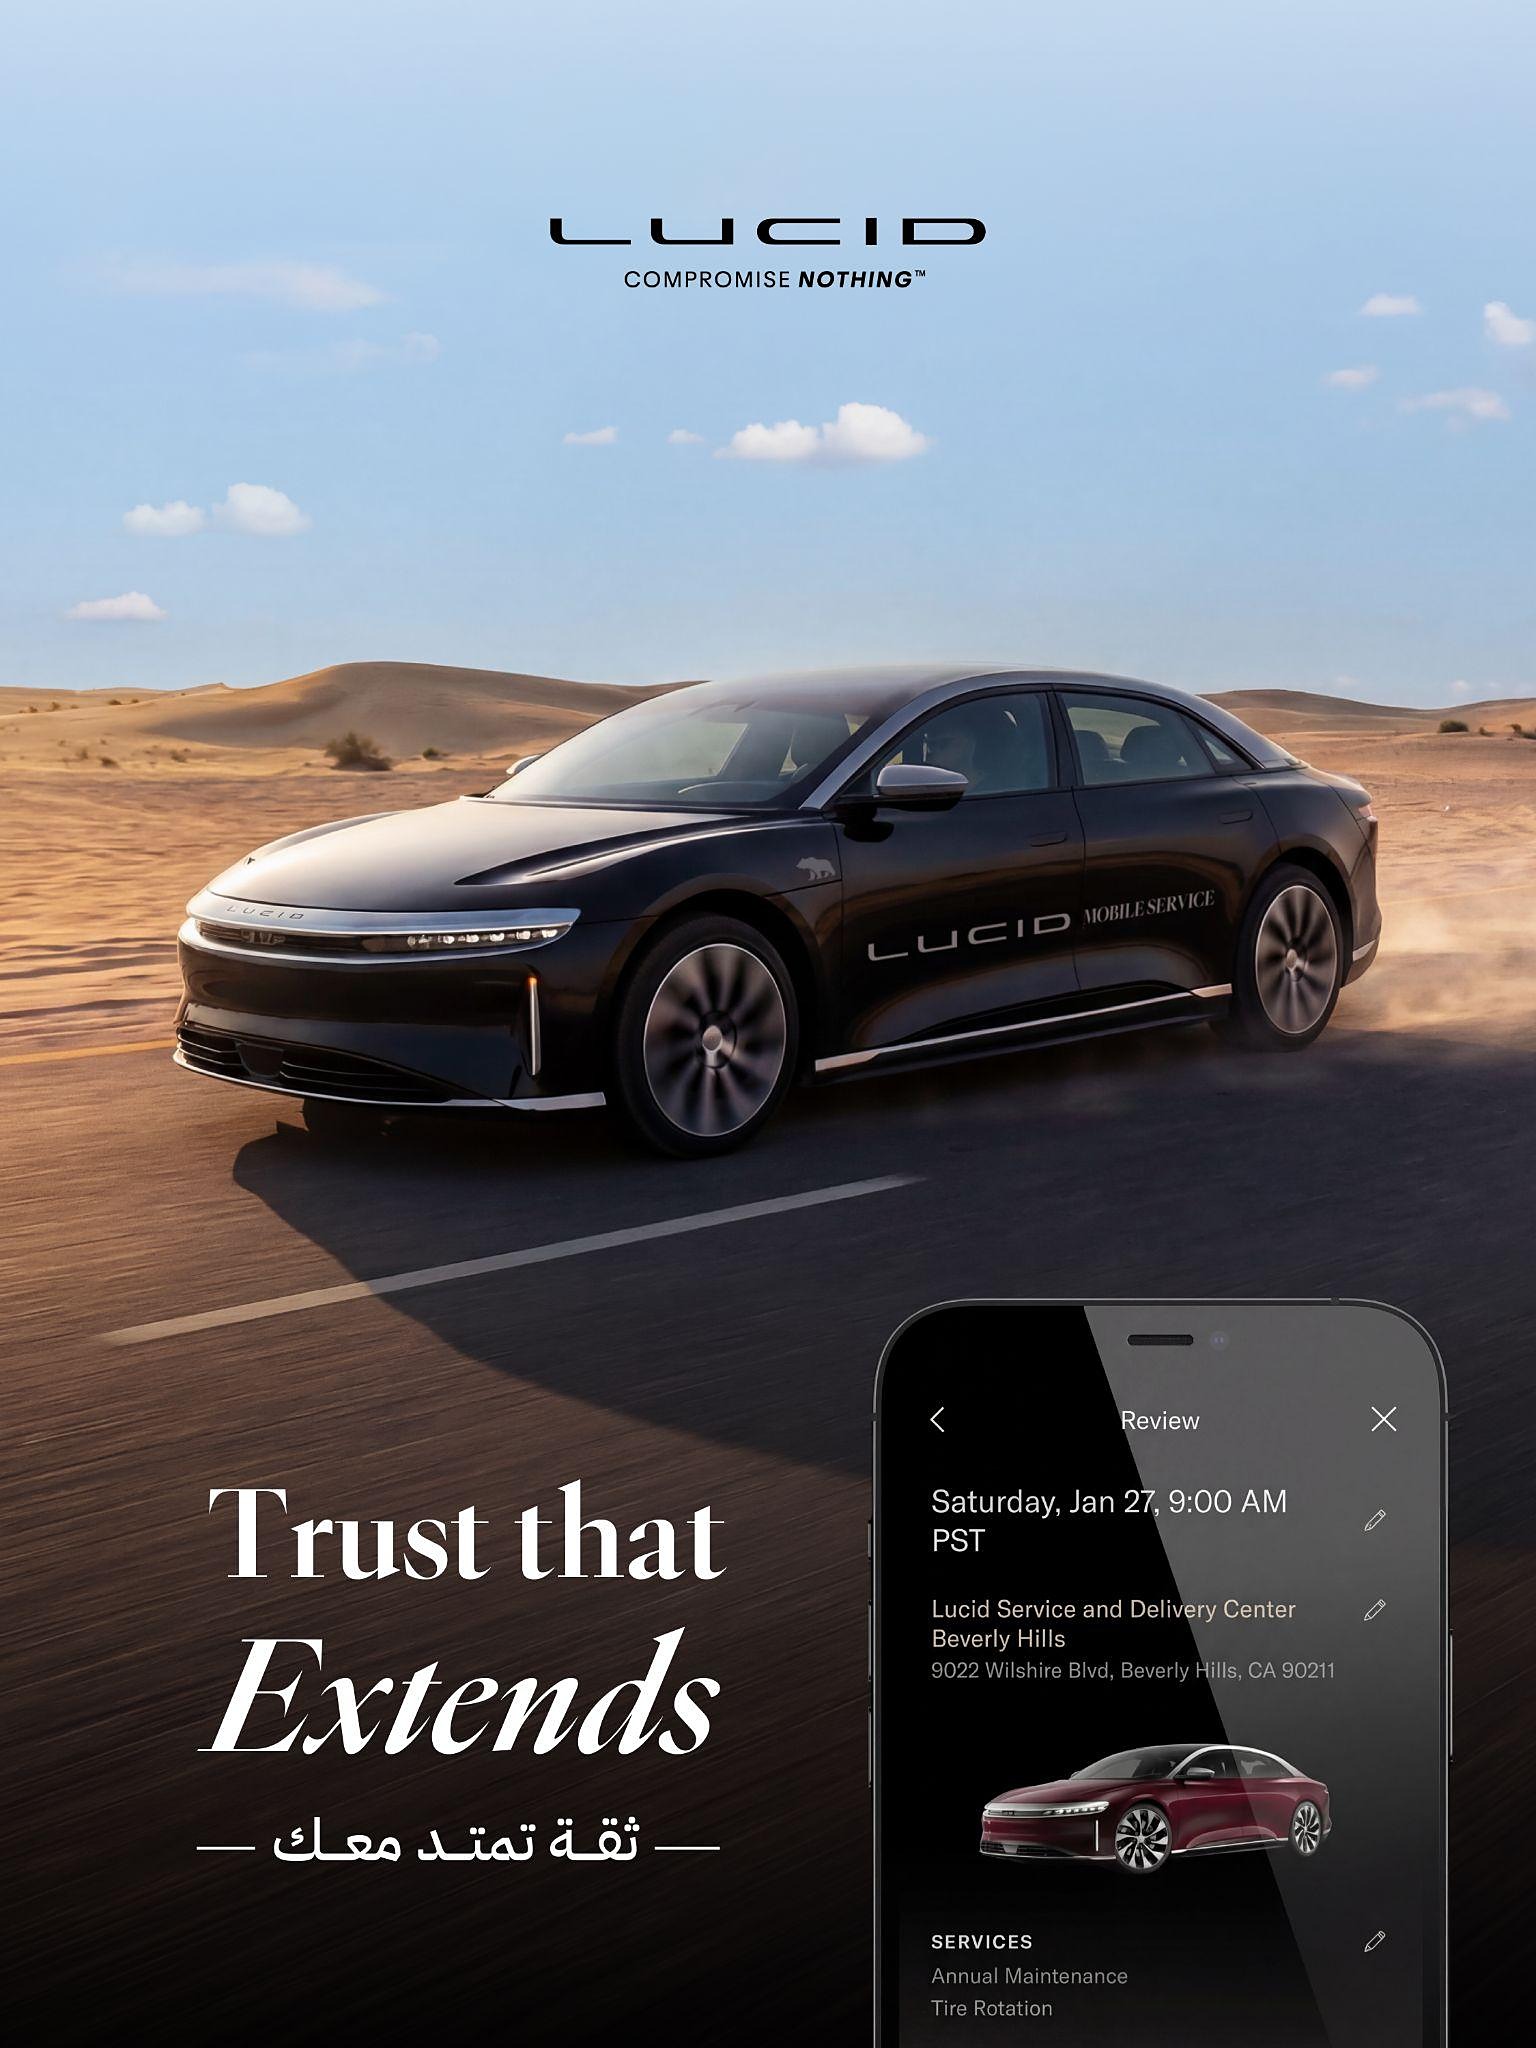 LUCID
COMPROMISE NOTHING™
LUCID
LUCID MOBILE SERVICE
Trust that
Extends
ثقة تمتد معك
Review
Saturday, Jan 27, 9:00 AM
PST
Lucid Service and Delivery Center
Beverly Hills
9022 Wilshire Blvd, Beverly Hills, CA 90211
SERVICES
Annual Maintenance
Tire Rotation